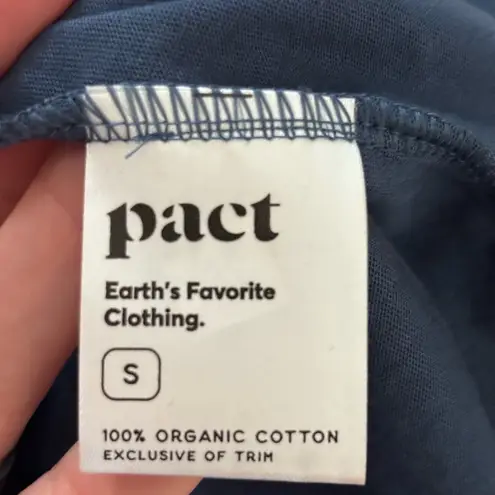 pact
Earth's Favorite
Clothing.
S
100% ORGANIC COTTON
EXCLUSIVE OF TRIM